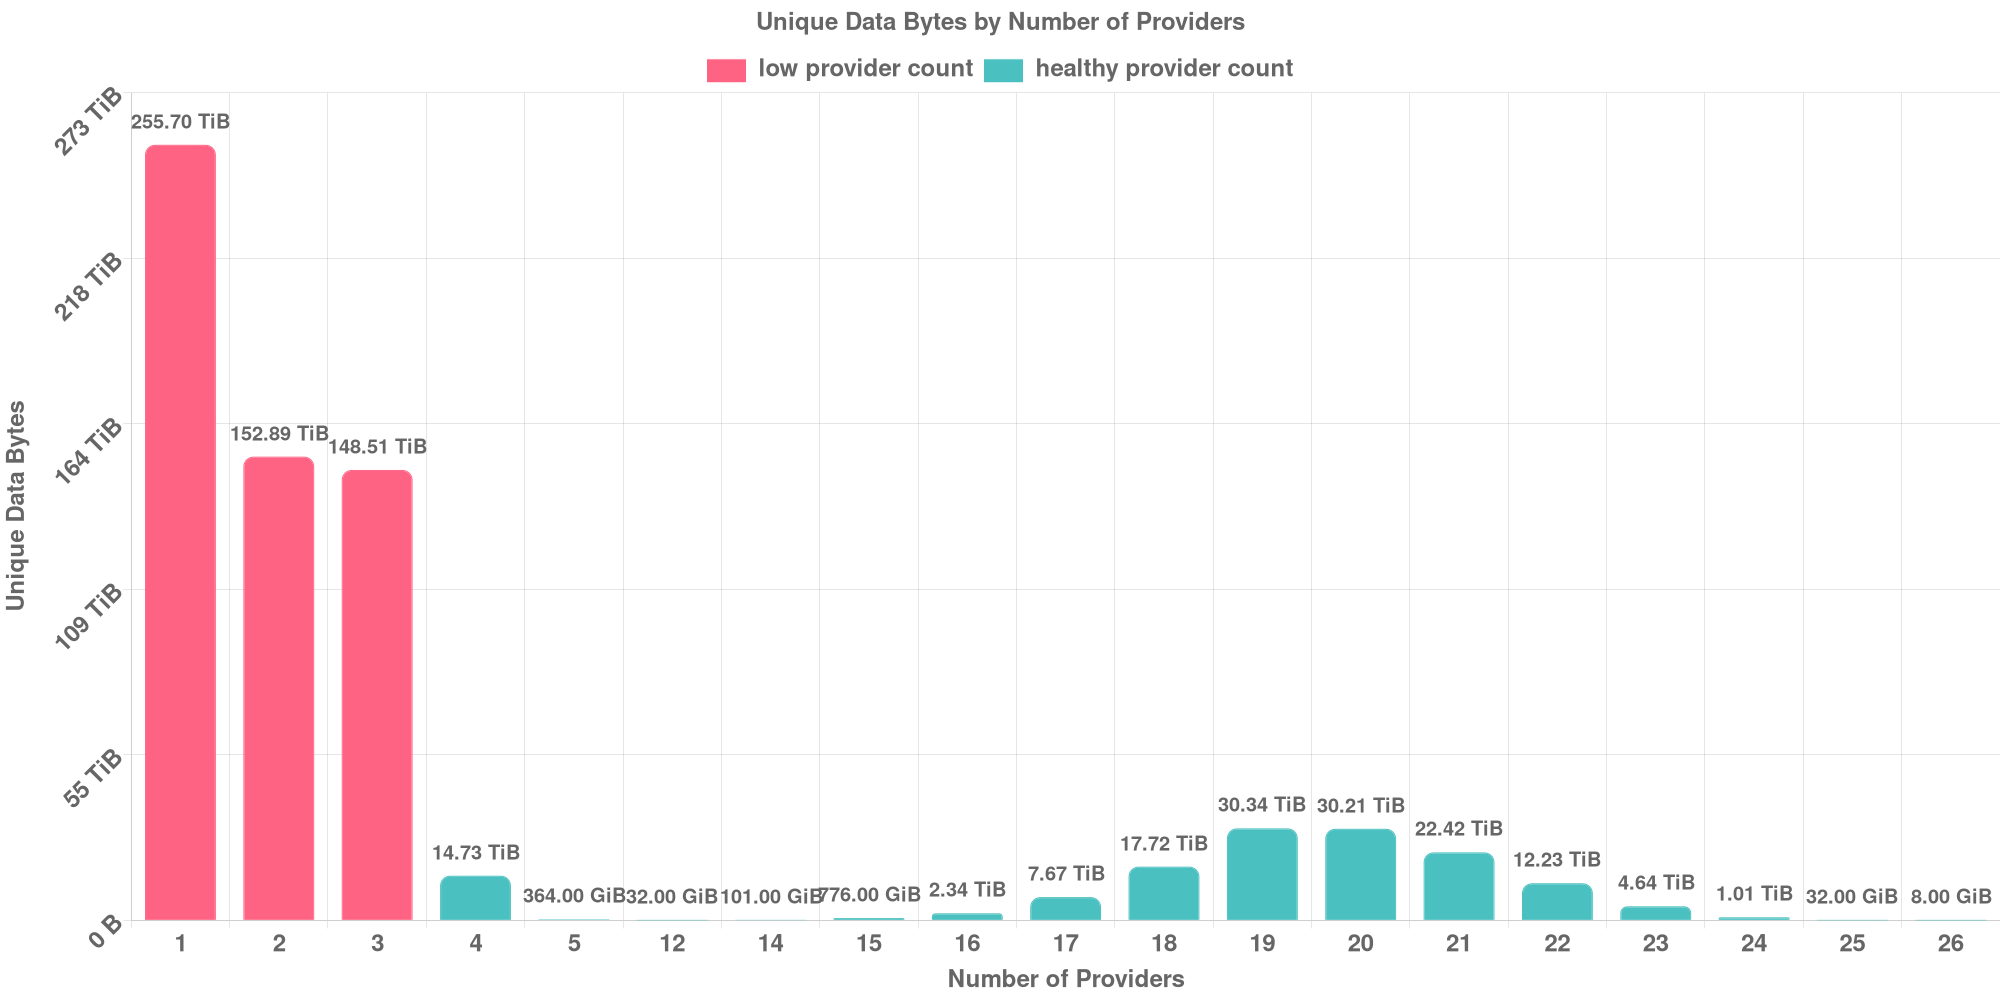 Unique Data Bytes by Number of Providers
low provider count healthy provider count
273 TiB
218 TiB
164 TiB
109 TiB
55 TiB
0 B
Unique Data Bytes
255.70 TiB
152.89 TiB
148.51 TiB
14.73 TiB
364.00 GiB
32.00 GiB
101.00 GiB
776.00 GiB
2.34 TiB
7.67 TiB
17.72 TiB
30.34 TiB
30.21 TiB
22.42 TiB
12.23 TiB
4.64 TiB
1.01 TiB
32.00 GiB
8.00 GiB
1 2 3 4 5 12 14 15 16 17 18 19 20 21 22 23 24 25 26
Number of Providers